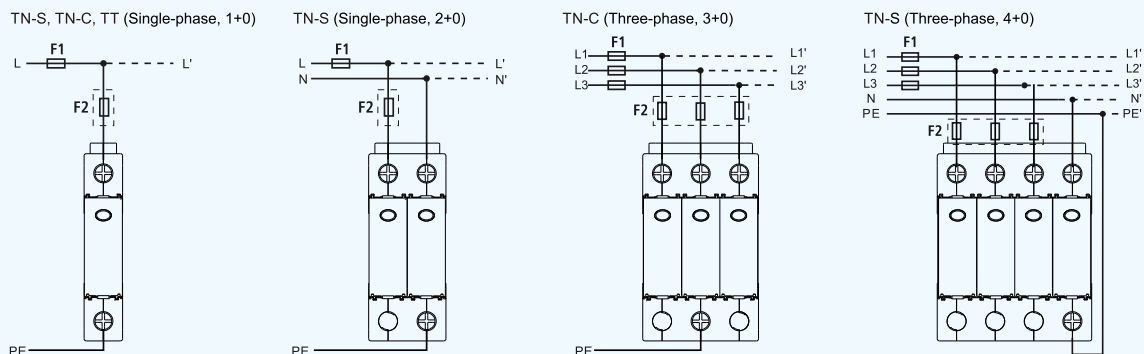 TN-S, TN-C, TT (Single-phase, 1+0)
F1
L
L'
F2
PE
TN-S (Single-phase, 2+0)
F1
L
L'
N
N'
F2
PE
TN-C (Three-phase, 3+0)
F1
L1
L1'
L2
L2'
L3
L3'
F2
PE
TN-S (Three-phase, 4+0)
F1
L1
L1'
L2
L2'
L3
L3'
N
N'
PE
PE'
F2